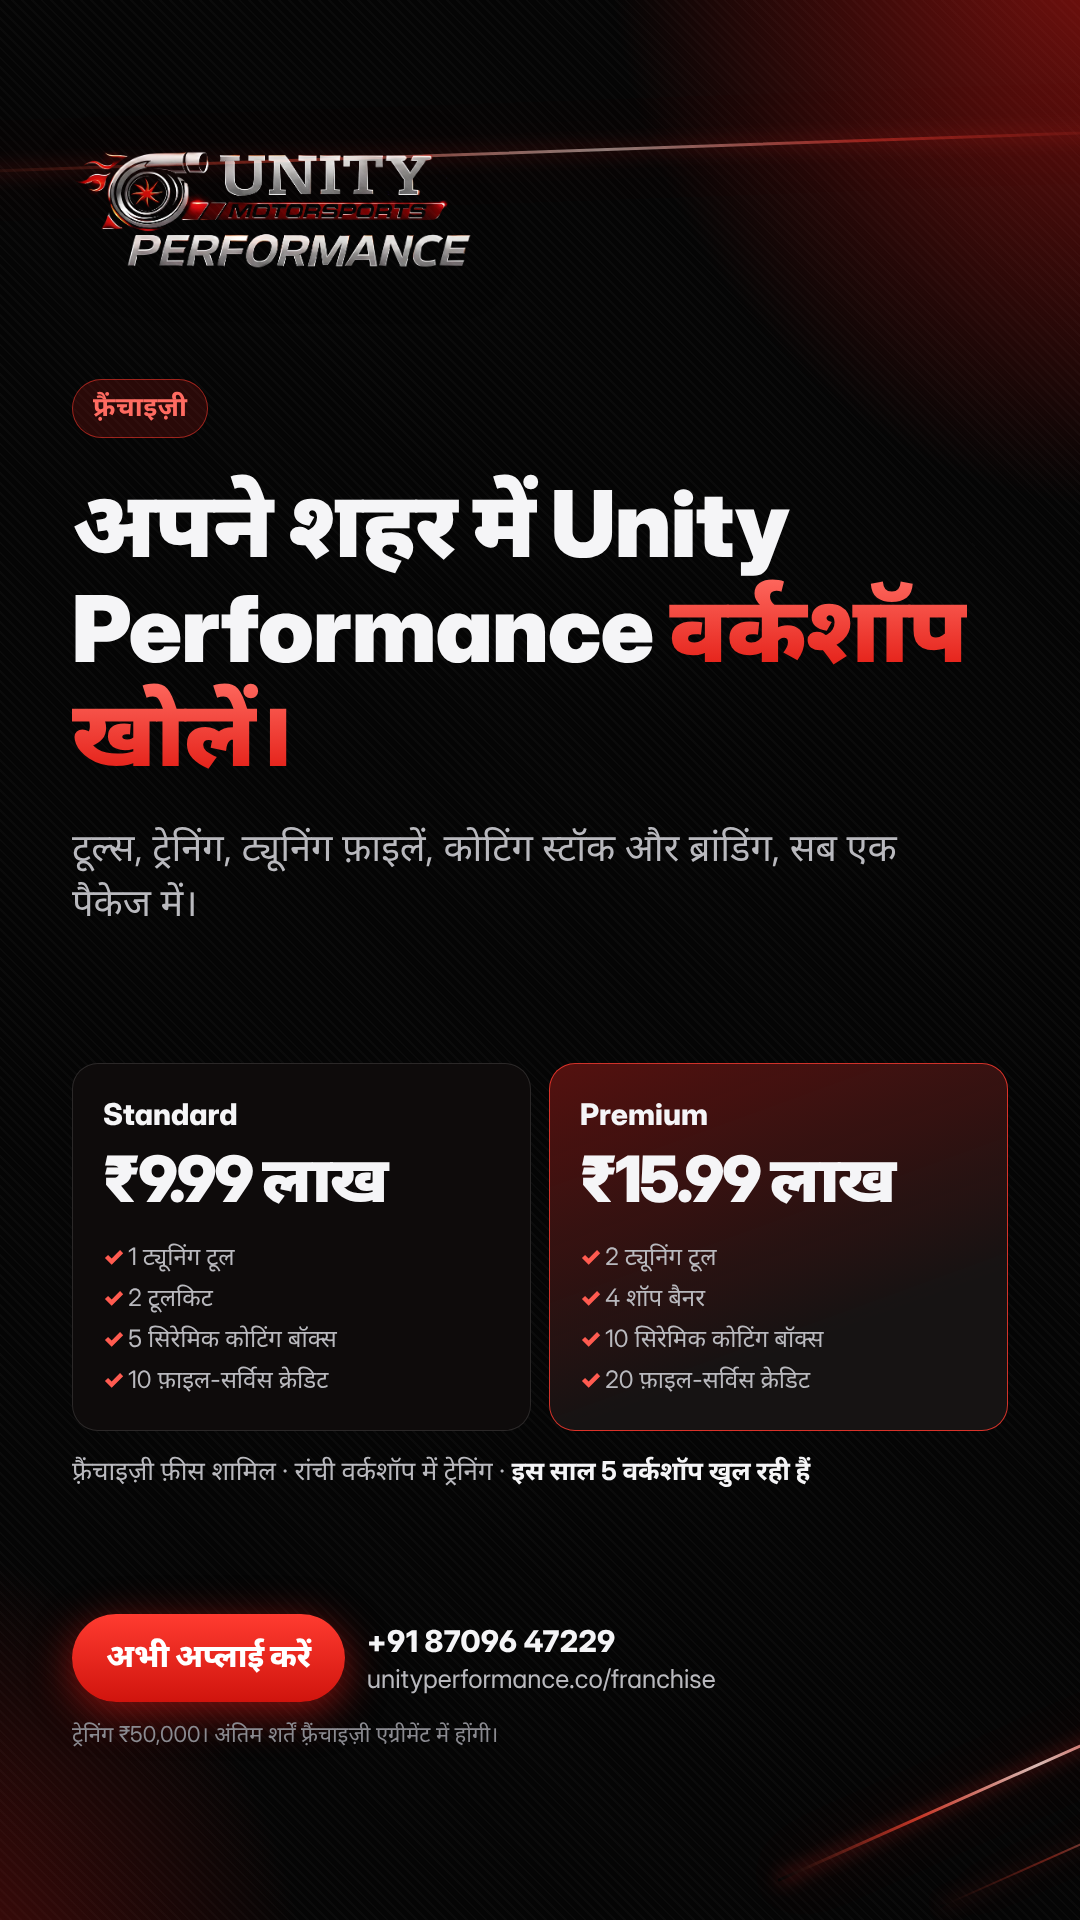 UNITY
MOTORSPORTS
PERFORMANCE
फ़्रैंचाइज़ी
अपने शहर में Unity
Performance वर्कशॉप
खोलें।
टूल्स, ट्रेनिंग, ट्यूनिंग फ़ाइलें, कोटिंग स्टॉक और ब्रांडिंग, सब एक
पैकेज में।
Standard
₹9.99 लाख
✓ 1 ट्यूनिंग टूल
✓ 2 टूलकिट
✓ 5 सिरेमिक कोटिंग बॉक्स
✓ 10 फ़ाइल-सर्विस क्रेडिट
Premium
₹15.99 लाख
✓ 2 ट्यूनिंग टूल
✓ 4 शॉप बैनर
✓ 10 सिरेमिक कोटिंग बॉक्स
✓ 20 फ़ाइल-सर्विस क्रेडिट
फ़्रैंचाइज़ी फ़ीस शामिल · रांची वर्कशॉप में ट्रेनिंग · इस साल 5 वर्कशॉप खुल रही हैं
अभी अप्लाई करें
+91 87096 47229
unityperformance.co/franchise
ट्रेनिंग ₹50,000। अंतिम शर्तें फ़्रैंचाइज़ी एग्रीमेंट में होंगी।